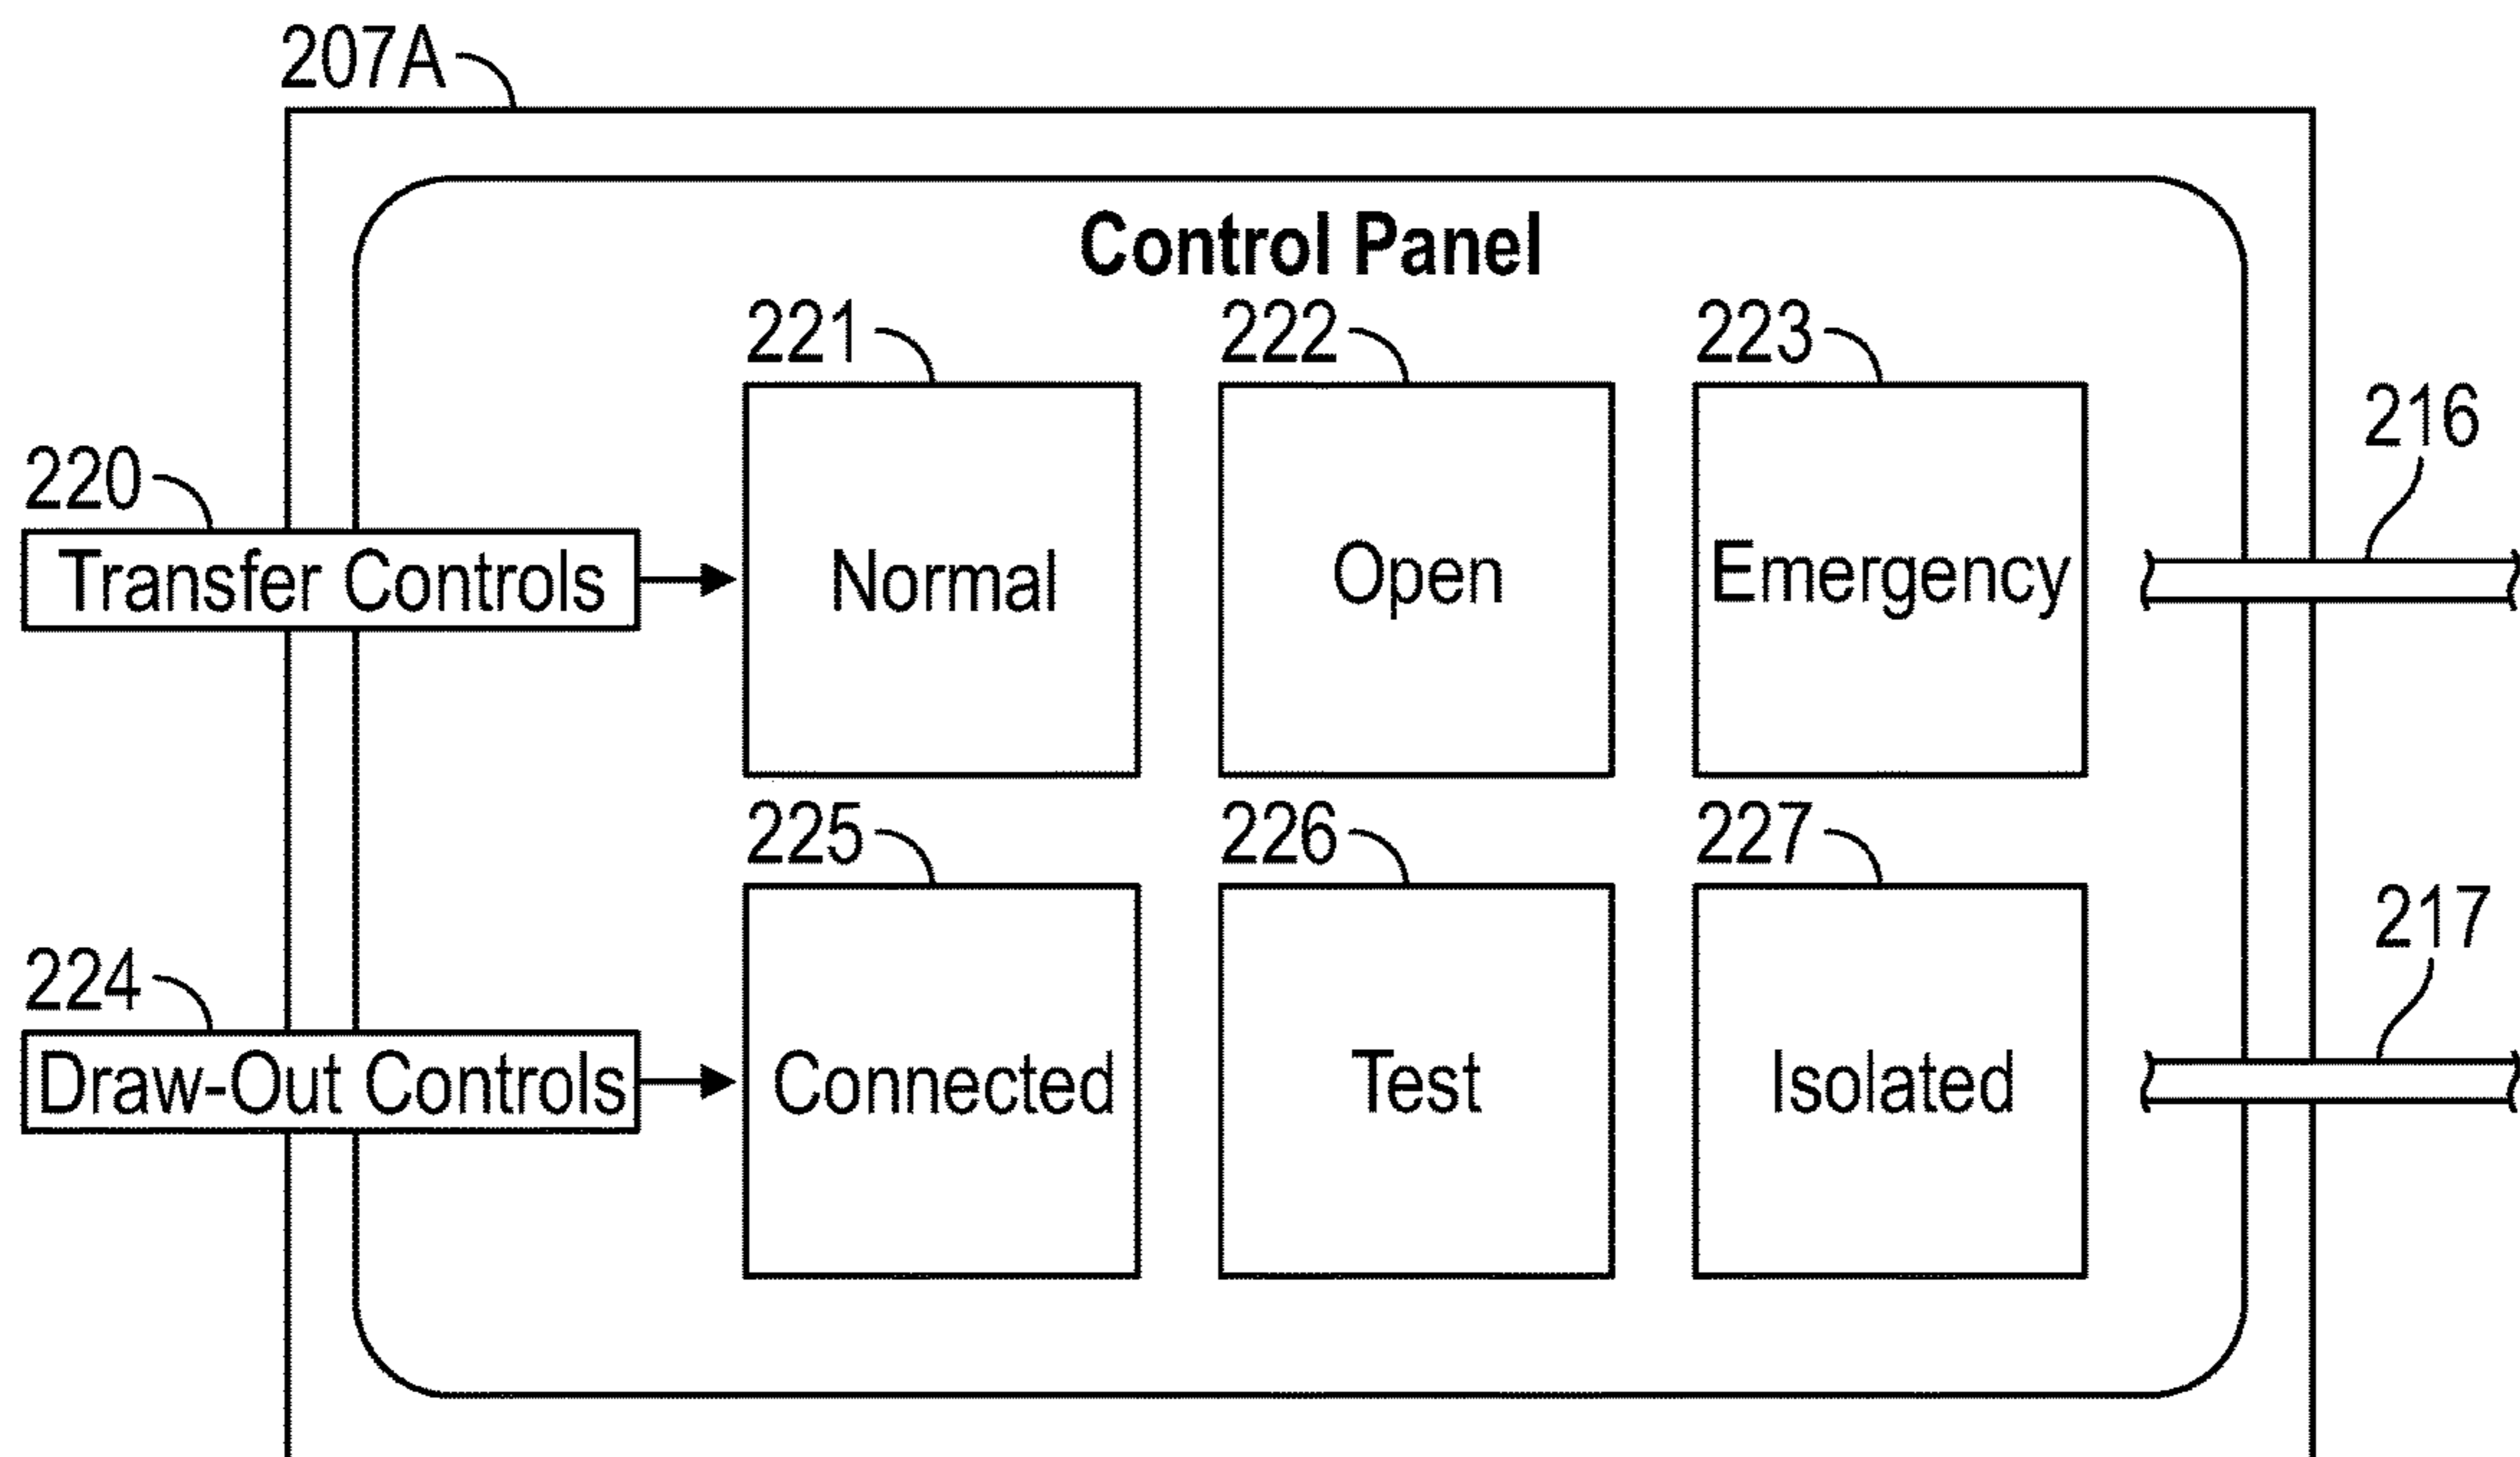 207A
Control Panel
221 222 223
216
220
Transfer Controls Normal Open Emergency
225 226 227
217
224
Draw-Out Controls Connected Test Isolated